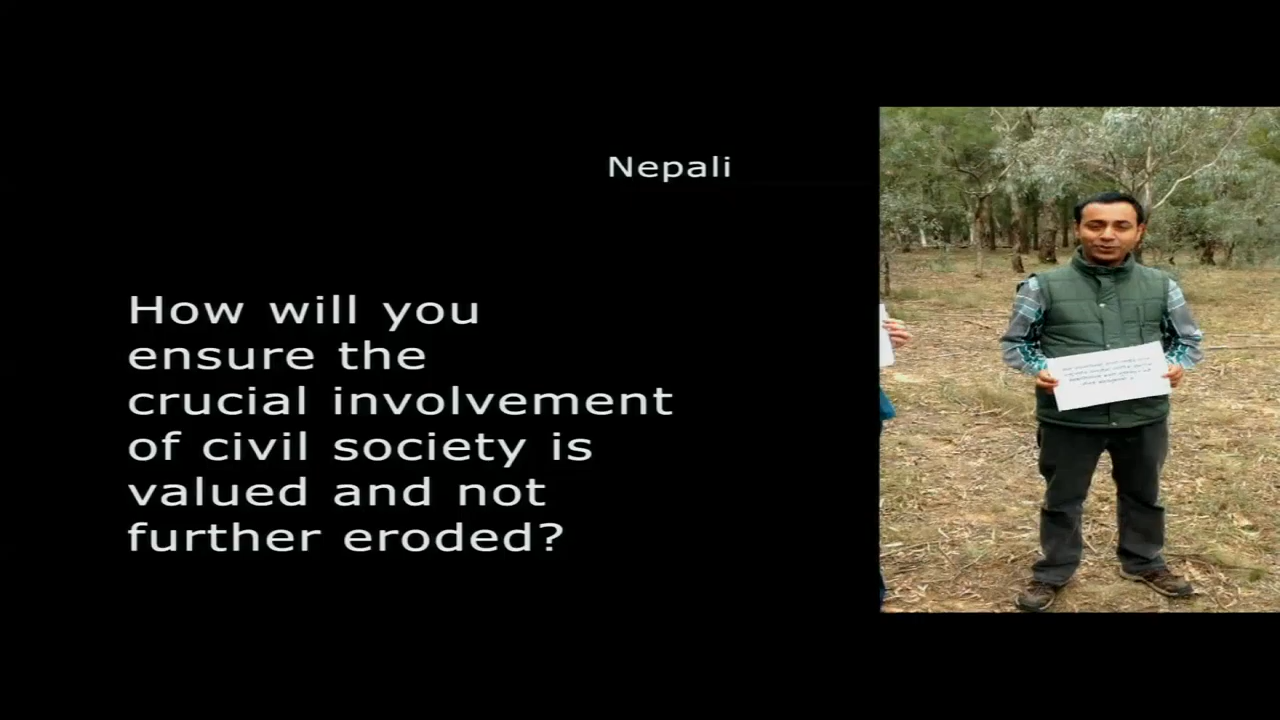 Nepali
How will you
ensure the
crucial involvement
of civil society is
valued and not
further eroded?